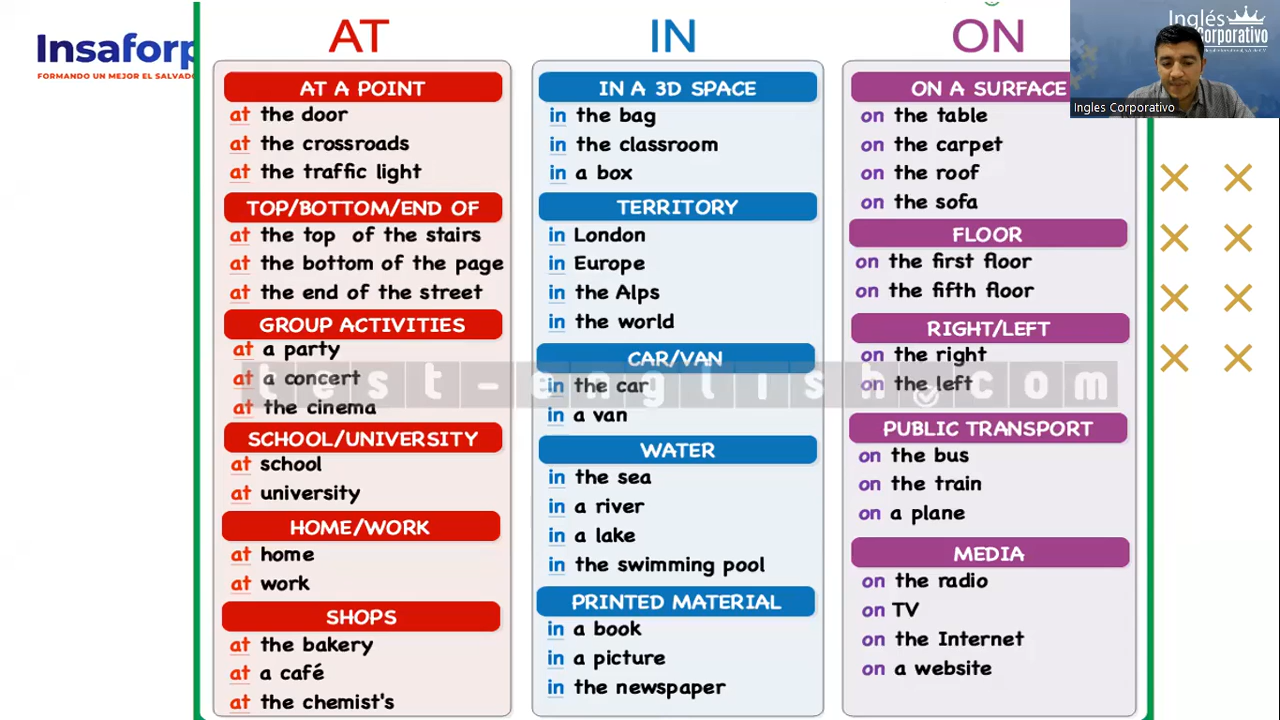 Insaforp
FORMANDO UN MEJOR EL SALVADOR
AT
AT A POINT
at the door
at the crossroads
at the traffic light
TOP/BOTTOM/END OF
at the top of the stairs
at the bottom of the page
at the end of the street
GROUP ACTIVITIES
at a party
at a concert
at the cinema
SCHOOL/UNIVERSITY
at school
at university
HOME/WORK
at home
at work
SHOPS
at the bakery
at a café
at the chemist's
IN
IN A 3D SPACE
in the bag
in the classroom
in a box
TERRITORY
in London
in Europe
in the Alps
in the world
CAR/VAN
in the car
in a van
WATER
in the sea
in a river
in a lake
in the swimming pool
PRINTED MATERIAL
in a book
in a picture
in the newspaper
ON
ON A SURFACE
on the table
on the carpet
on the roof
on the sofa
FLOOR
on the first floor
on the fifth floor
RIGHT/LEFT
on the right
on the left
PUBLIC TRANSPORT
on the bus
on the train
on a plane
MEDIA
on the radio
on TV
on the Internet
on a website
test-english.com
Inglés
Corporativo
Ingles Corporativo